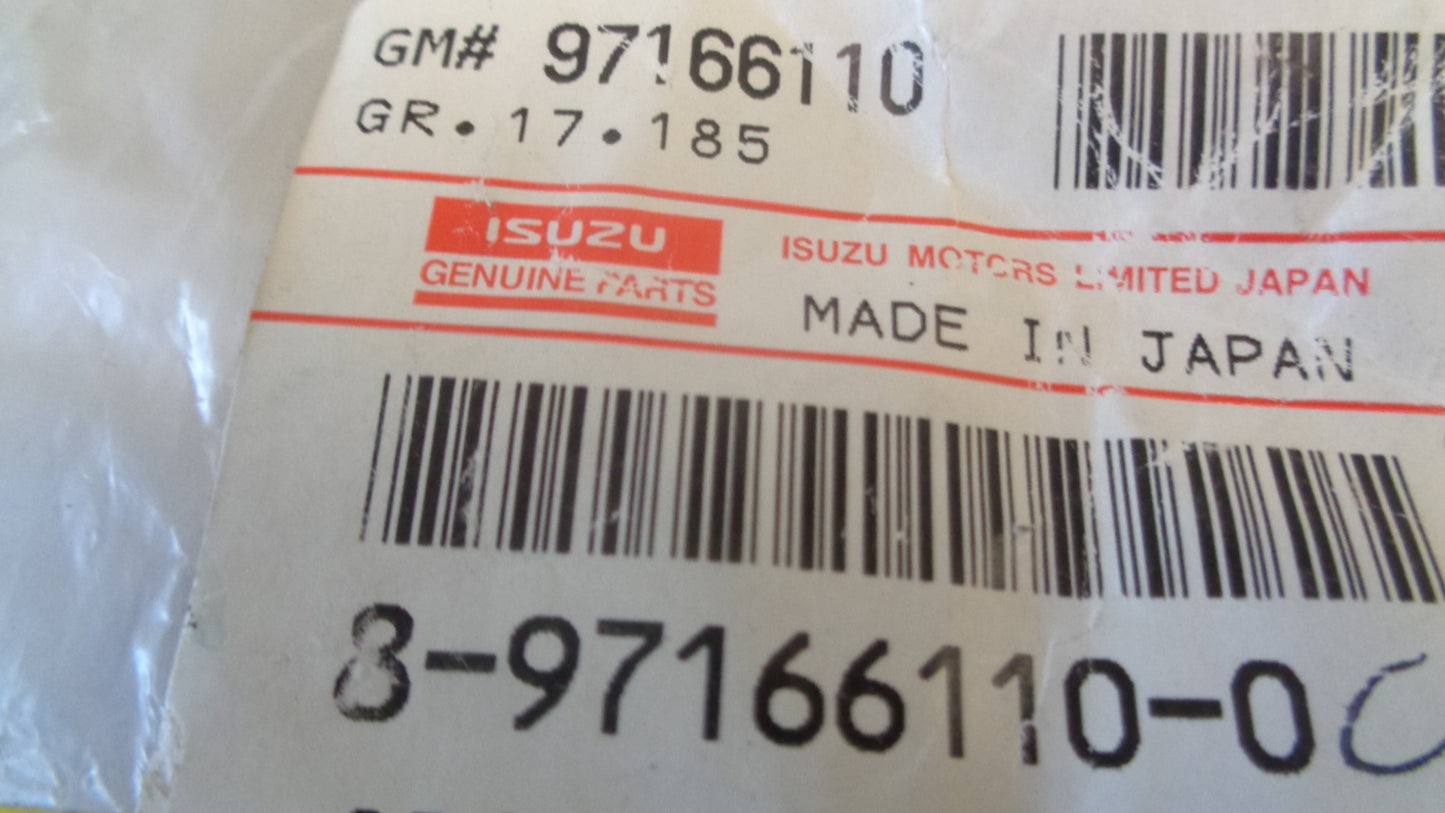 GM# 97166110
GR. 17.185
ISUZU
GENUINE PARTS
ISUZU MOTORS LIMITED JAPAN
MADE IN JAPAN
8-97166110-0